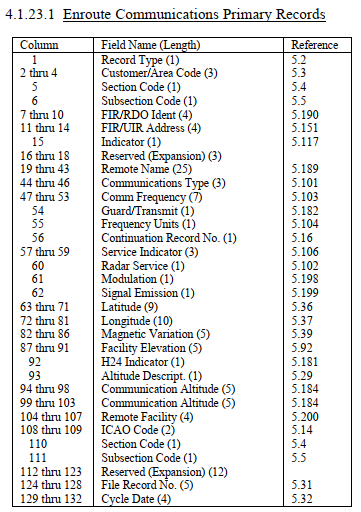 4.1.23.1 Enroute Communications Primary Records
Column Field Name (Length) Reference
1 Record Type (1) 5.2
2 thru 4 Customer/Area Code (3) 5.3
5 Section Code (1) 5.4
6 Subsection Code (1) 5.5
7 thru 10 FIR/RDO Ident (4) 5.190
11 thru 14 FIR/UIR Address (4) 5.151
15 Indicator (1) 5.117
16 thru 18 Reserved (Expansion) (3)
19 thru 43 Remote Name (25) 5.189
44 thru 46 Communications Type (3) 5.101
47 thru 53 Comm Frequency (7) 5.103
54 Guard/Transmit (1) 5.182
55 Frequency Units (1) 5.104
56 Continuation Record No. (1) 5.16
57 thru 59 Service Indicator (3) 5.106
60 Radar Service (1) 5.102
61 Modulation (1) 5.198
62 Signal Emission (1) 5.199
63 thru 71 Latitude (9) 5.36
72 thru 81 Longitude (10) 5.37
82 thru 86 Magnetic Variation (5) 5.39
87 thru 91 Facility Elevation (5) 5.92
92 H24 Indicator (1) 5.181
93 Altitude Descript. (1) 5.29
94 thru 98 Communication Altitude (5) 5.184
99 thru 103 Communication Altitude (5) 5.184
104 thru 107 Remote Facility (4) 5.200
108 thru 109 ICAO Code (2) 5.14
110 Section Code (1) 5.4
111 Subsection Code (1) 5.5
112 thru 123 Reserved (Expansion) (12)
124 thru 128 File Record No. (5) 5.31
129 thru 132 Cycle Date (4) 5.32